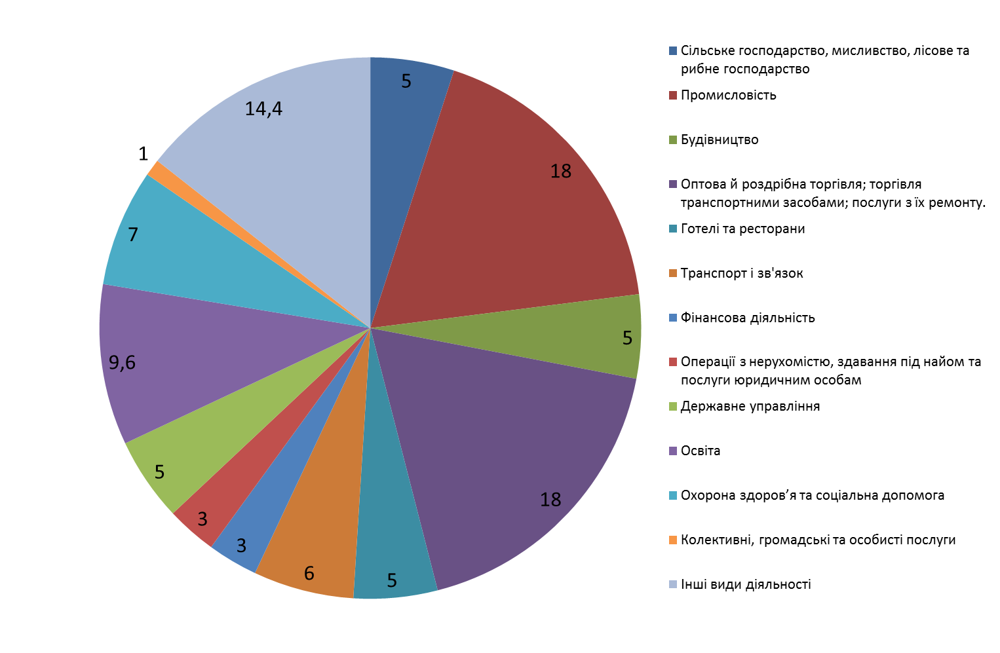 5
18
5
18
5
6
3
3
5
9,6
7
1
14,4
Сільське господарство, мисливство, лісове та
рибне господарство
Промисловість
Будівництво
Оптова й роздрібна торгівля; торгівля
транспортними засобами; послуги з їх ремонту.
Готелі та ресторани
Транспорт і зв'язок
Фінансова діяльність
Операції з нерухомістю, здавання під найом та
послуги юридичним особам
Державне управління
Освіта
Охорона здоров’я та соціальна допомога
Колективні, громадські та особисті послуги
Інші види діяльності